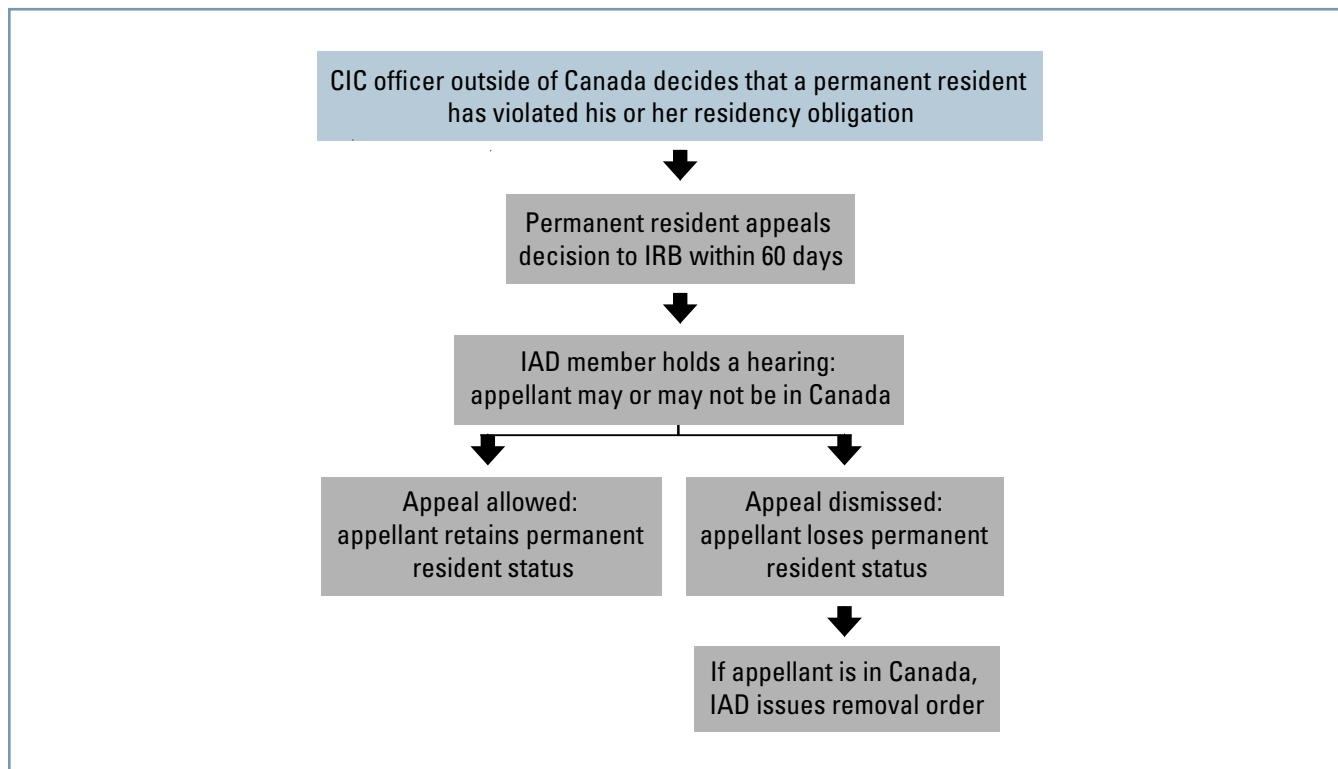 CIC officer outside of Canada decides that a permanent resident
has violated his or her residency obligation
Permanent resident appeals
decision to IRB within 60 days
IAD member holds a hearing:
appellant may or may not be in Canada
Appeal allowed:
appellant retains permanent
resident status
Appeal dismissed:
appellant loses permanent
resident status
If appellant is in Canada,
IAD issues removal order